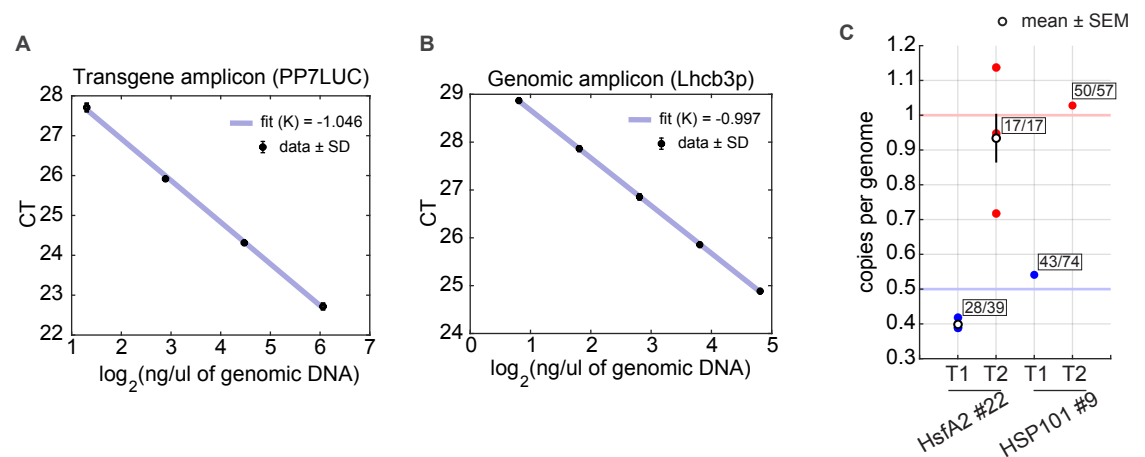 A
Transgene amplicon (PP7LUC)
28
27
26
25
24
23
22
CT
fit (K) = -1.046
data ± SD
1
2
3
4
5
6
7
log2(ng/ul of genomic DNA)
B
Genomic amplicon (Lhcb3p)
29
28
27
26
25
24
CT
fit (K) = -0.997
data ± SD
0
1
2
3
4
5
log2(ng/ul of genomic DNA)
C
mean ± SEM
1.2
1.1
1
0.9
0.8
0.7
0.6
0.5
0.4
0.3
copies per genome
28/39
17/17
43/74
50/57
T1
T2
T1
T2
HsfA2 #22
HSP101 #9